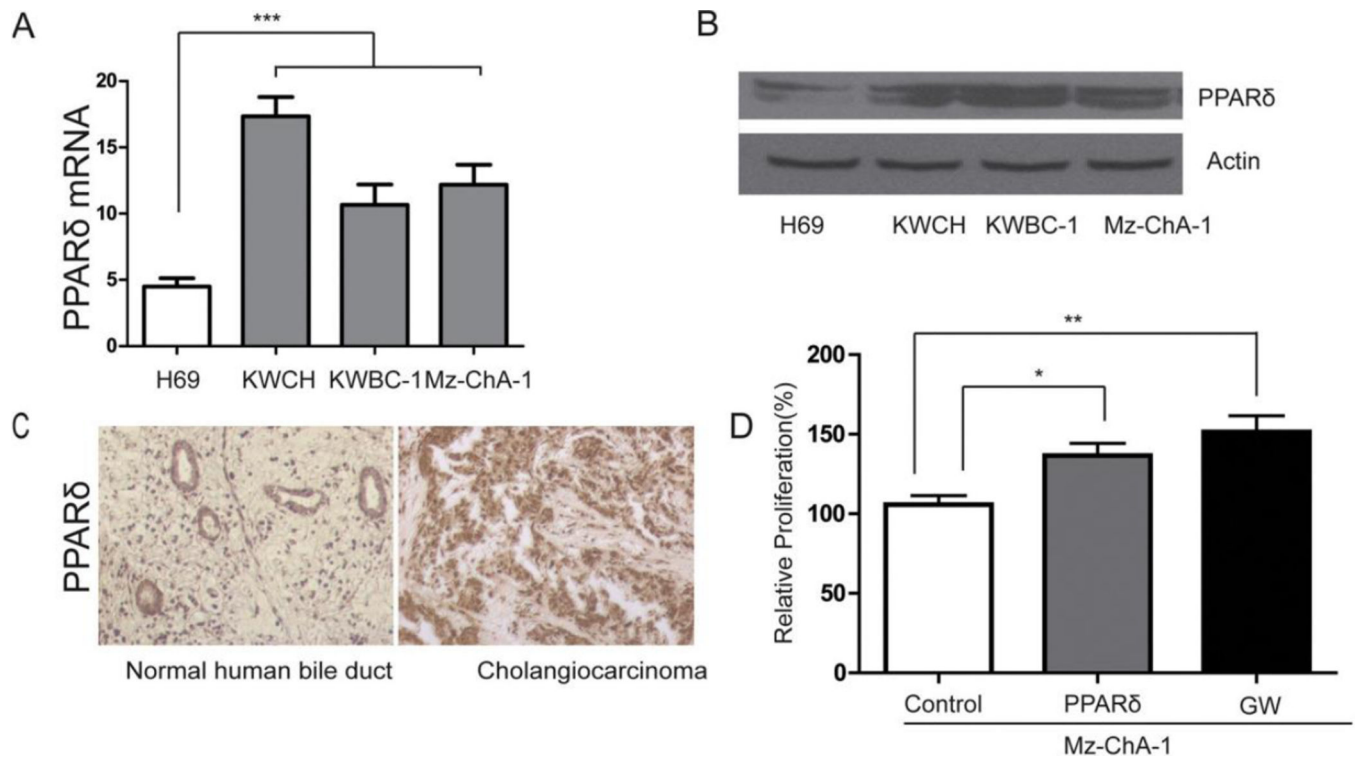 A
***
PPARδ mRNA
20
15
10
5
0
H69 KWCH KWBC-1 Mz-ChA-1
B
PPARδ
Actin
H69 KWCH KWBC-1 Mz-ChA-1
C
PPARδ
Normal human bile duct Cholangiocarcinoma
D
**
*
Relative Proliferation(%)
200
150
100
50
0
Control PPARδ GW
Mz-ChA-1